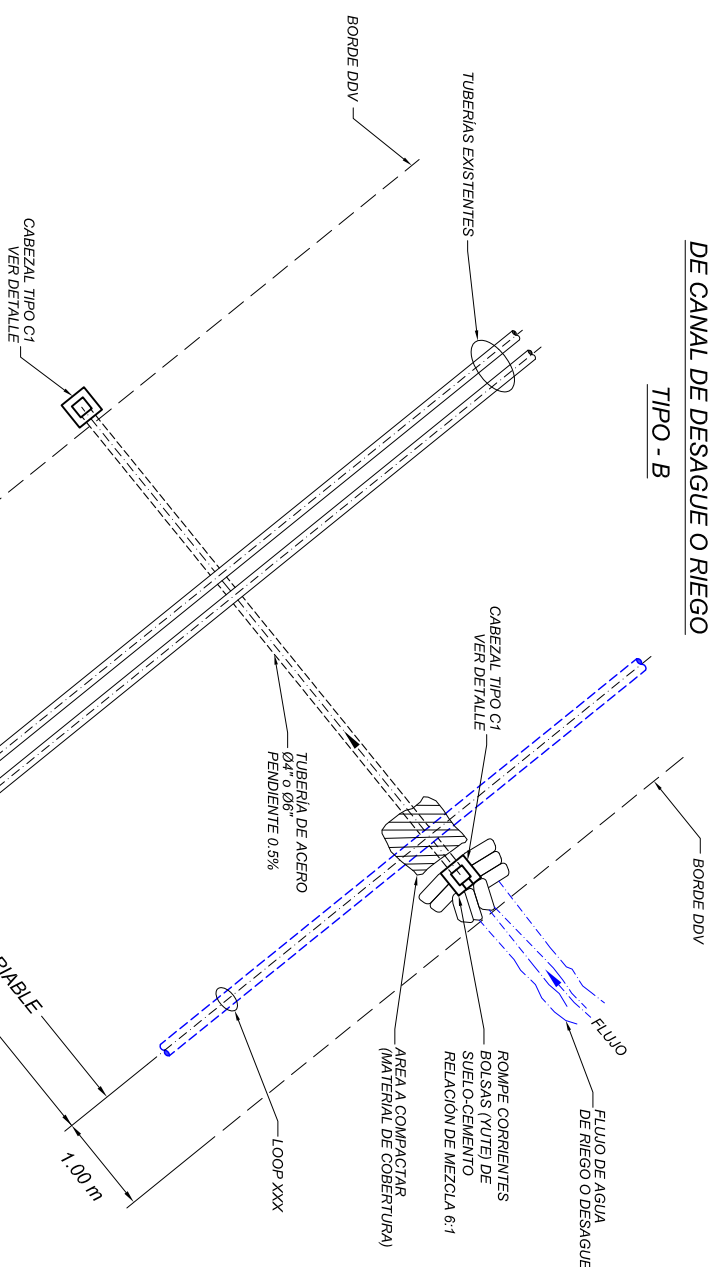 DE CANAL DE DESAGUE O RIEGO
TIPO - B
BORDE DDV
TUBERÍAS EXISTENTES
CABEZAL TIPO C1
VER DETALLE
CABEZAL TIPO C1
VER DETALLE
BORDE DDV
TUBERÍA DE ACERO
Ø4" o Ø6"
PENDIENTE 0.5%
FLUJO
FLUJO DE AGUA
DE RIEGO O DESAGUE
ROMPE CORRIENTES
BOLSAS (YUTE) DE
SUELO-CEMENTO
RELACIÓN DE MEZCLA 6:1
AREA A COMPACTAR
(MATERIAL DE COBERTURA)
LOOP XXX
RIABLE
1.00 m